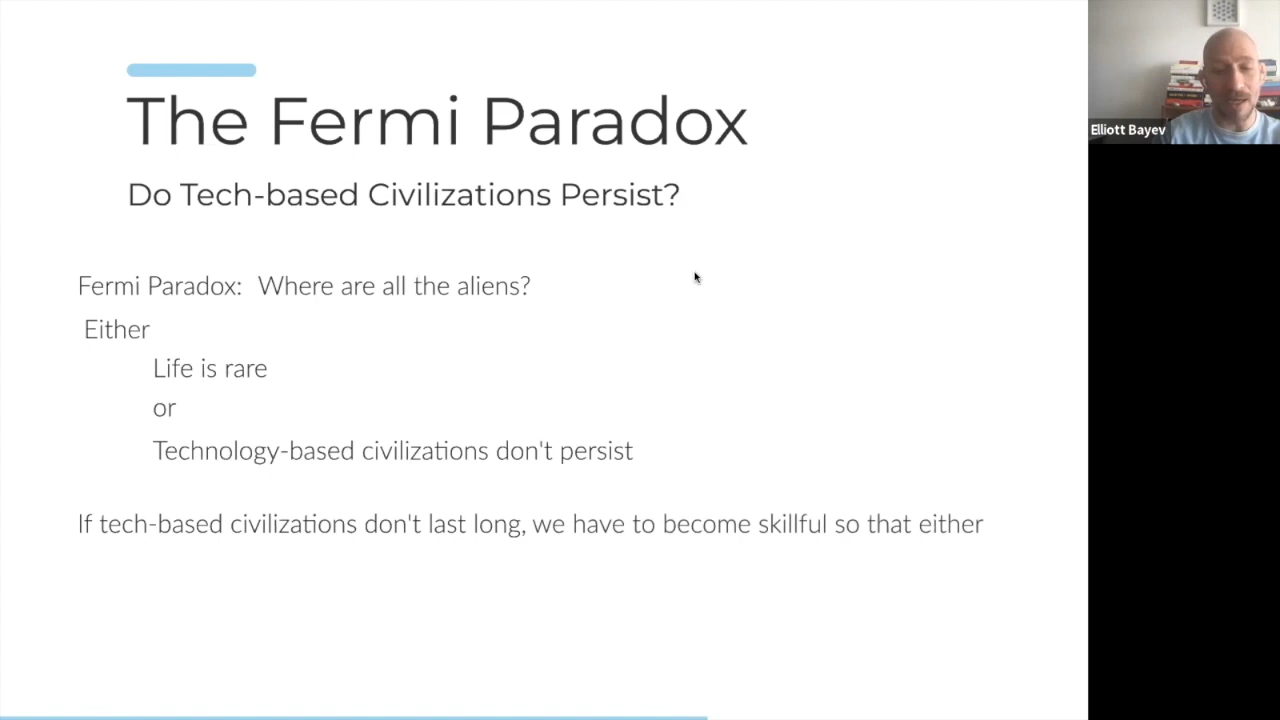 The Fermi Paradox
Do Tech-based Civilizations Persist?
Fermi Paradox: Where are all the aliens?
Either
Life is rare
or
Technology-based civilizations don't persist
If tech-based civilizations don't last long, we have to become skillful so that either
Elliott Bayev